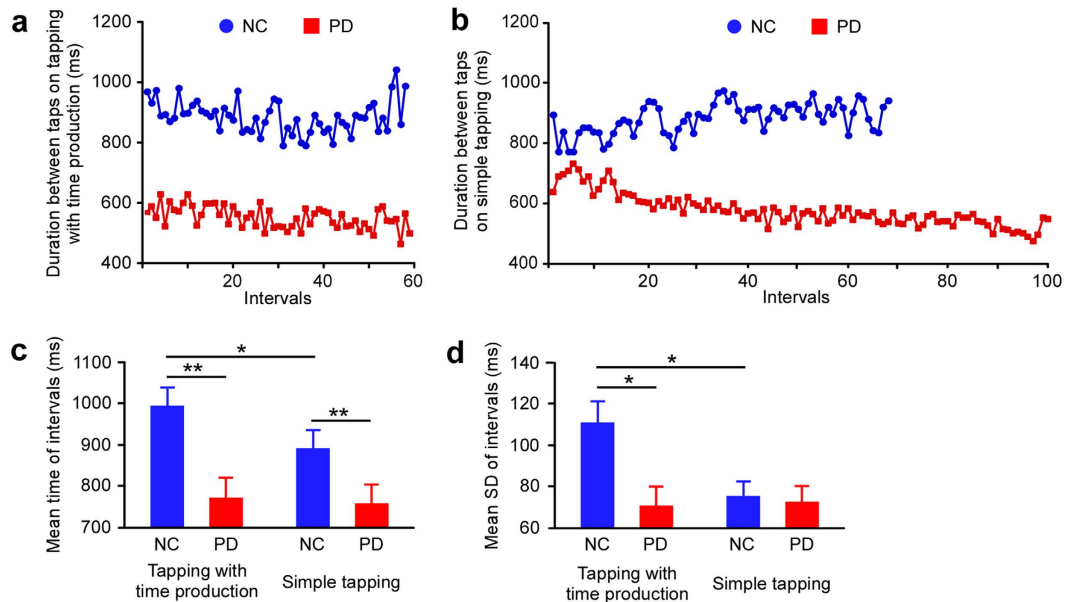 a
NC PD
Duration between taps on tapping
with time production (ms)
1200
1000
800
600
400
20 40 60
Intervals
b
NC PD
Duration between taps
on simple tapping (ms)
1200
1000
800
600
400
20 40 60 80 100
Intervals
c
Mean time of intervals (ms)
1100
1000
900
800
700
*
**
**
NC PD NC PD
Tapping with
time production
Simple tapping
d
Mean SD of intervals (ms)
140
120
100
80
60
*
*
NC PD NC PD
Tapping with
time production
Simple tapping